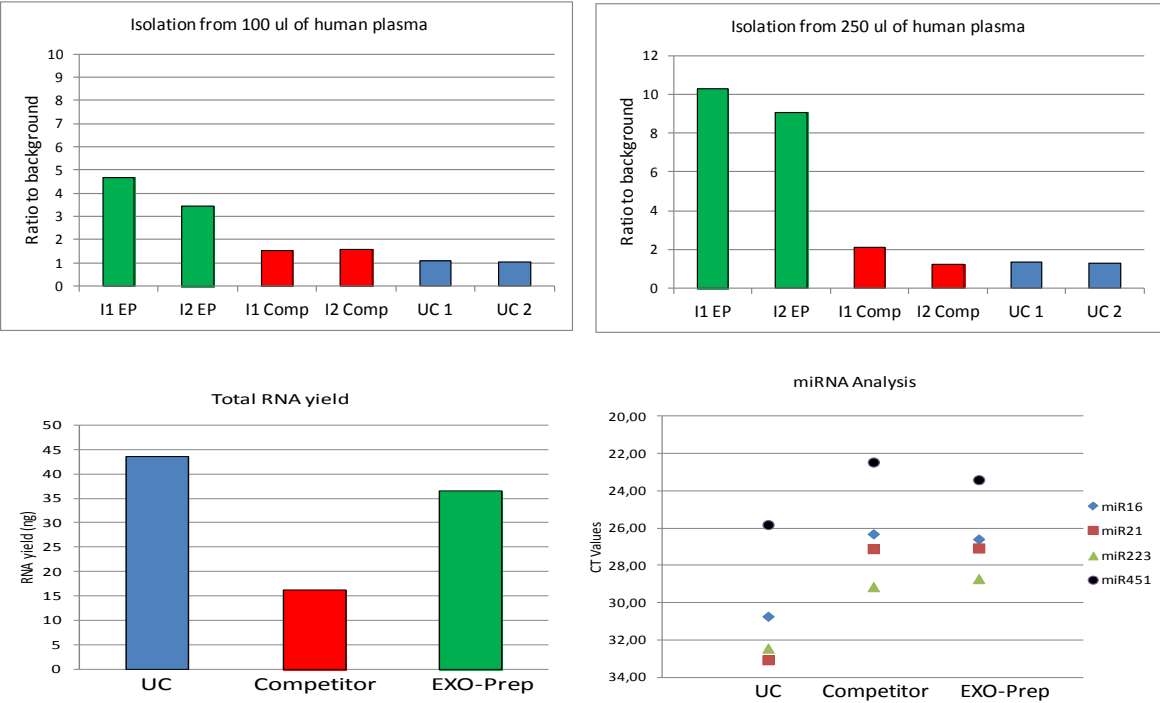 Isolation from 100 ul of human plasma
Ratio to background
10
9
8
7
6
5
4
3
2
1
0
I1 EP I2 EP I1 Comp I2 Comp UC 1 UC 2
Isolation from 250 ul of human plasma
Ratio to background
12
10
8
6
4
2
0
I1 EP I2 EP I1 Comp I2 Comp UC 1 UC 2
Total RNA yield
RNA yield (ng)
50
45
40
35
30
25
20
15
10
5
0
UC Competitor EXO-Prep
miRNA Analysis
CT Values
20,00
22,00
24,00
26,00
28,00
30,00
32,00
34,00
UC Competitor EXO-Prep
miR16
miR21
miR223
miR451